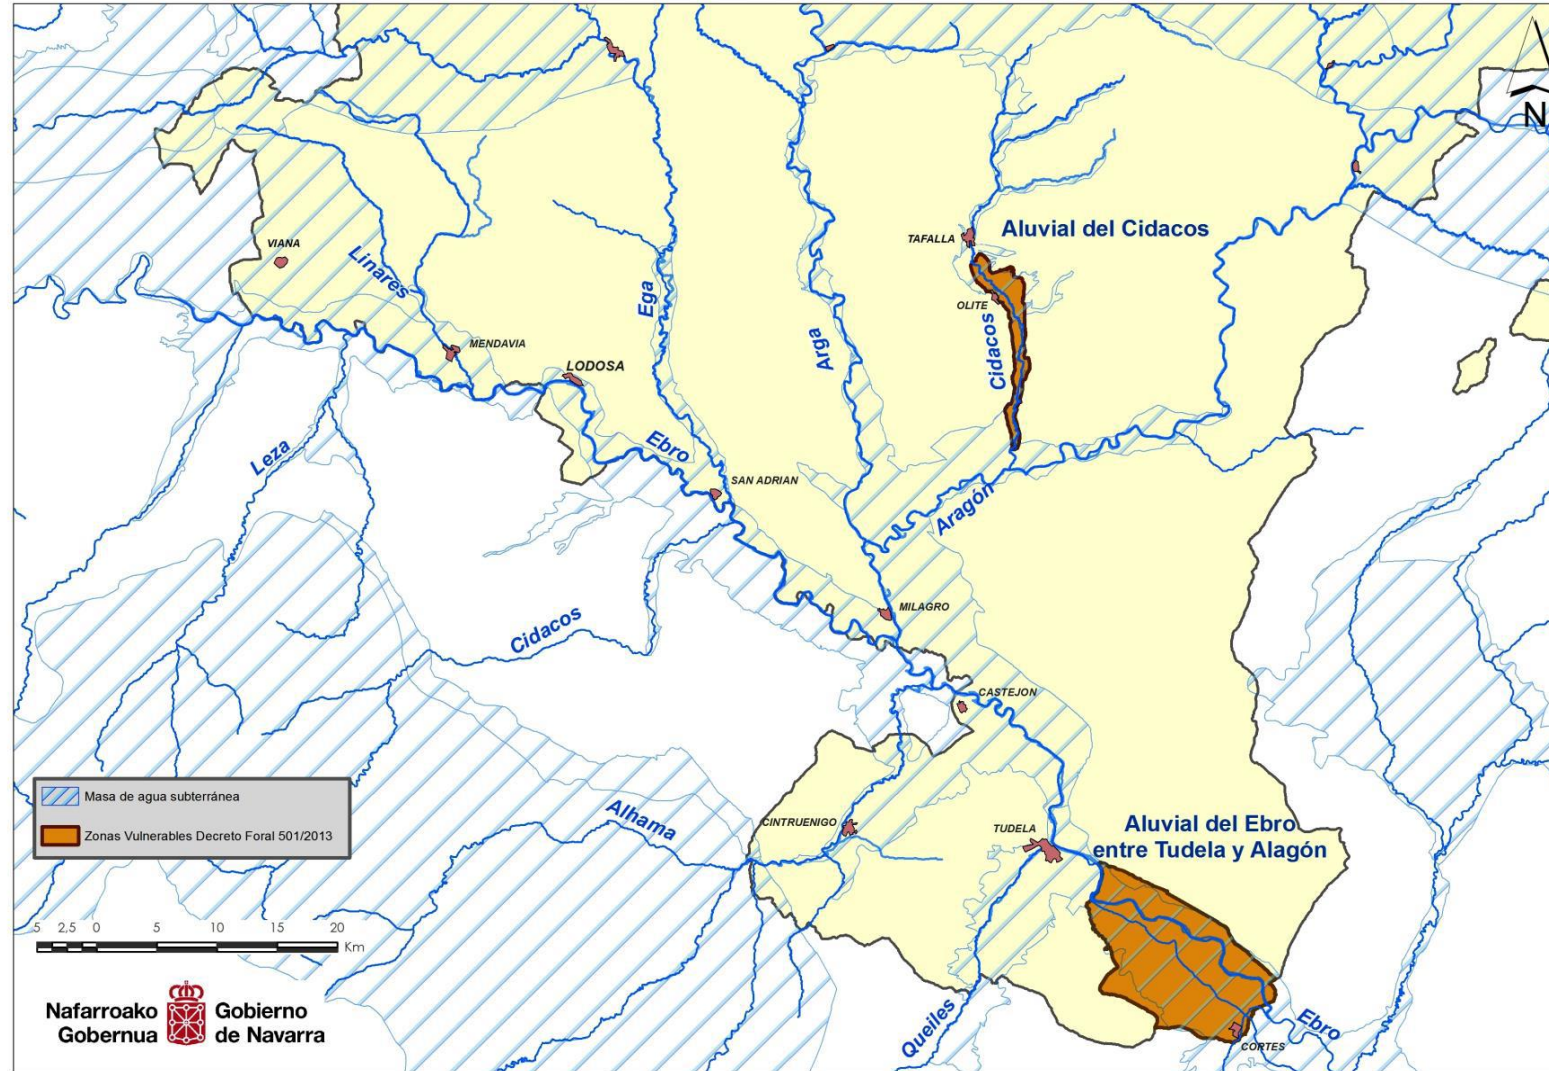 N
Aluvial del Cidacos
TAFALLA
VIANA
Linares
Ega
OLITE
Cidacos
Arga
MENDAVIA
LODOSA
Leza
Ebro
SAN ADRIAN
Aragón
MILAGRO
Cidacos
CASTEJON
Masa de agua subterránea
Zonas Vulnerables Decreto Foral 501/2013
Alhama
CINTRUENIGO
TUDELA
Aluvial del Ebro
entre Tudela y Alagón
5 2,5 0 5 10 15 20
Km
Queiles
Ebro
CORTES
Nafarroako
Gobernua
Gobierno
de Navarra